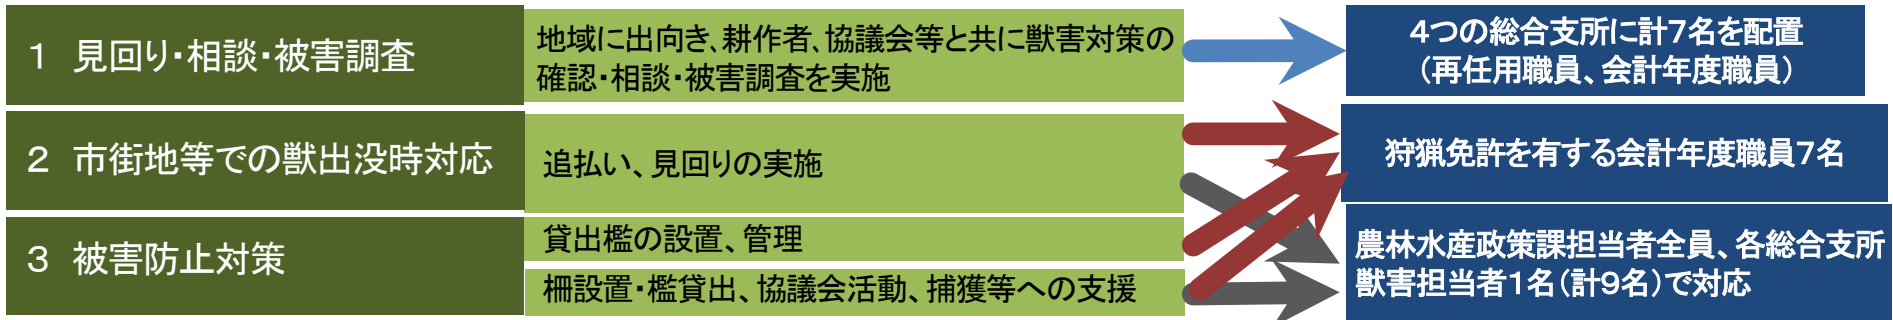 １　見回り・相談・被害調査
地域に出向き、耕作者、協議会等と共に獣害対策の
確認・相談・被害調査を実施
４つの総合支所に計７名を配置
（再任用職員、会計年度職員）
２　市街地等での獣出没時対応
追払い、見回りの実施
狩猟免許を有する会計年度職員７名
３　被害防止対策
貸出檻の設置、管理
柵設置・檻貸出、協議会活動、捕獲等への支援
農林水産政策課担当者全員、各総合支所
獣害担当者１名（計９名）で対応